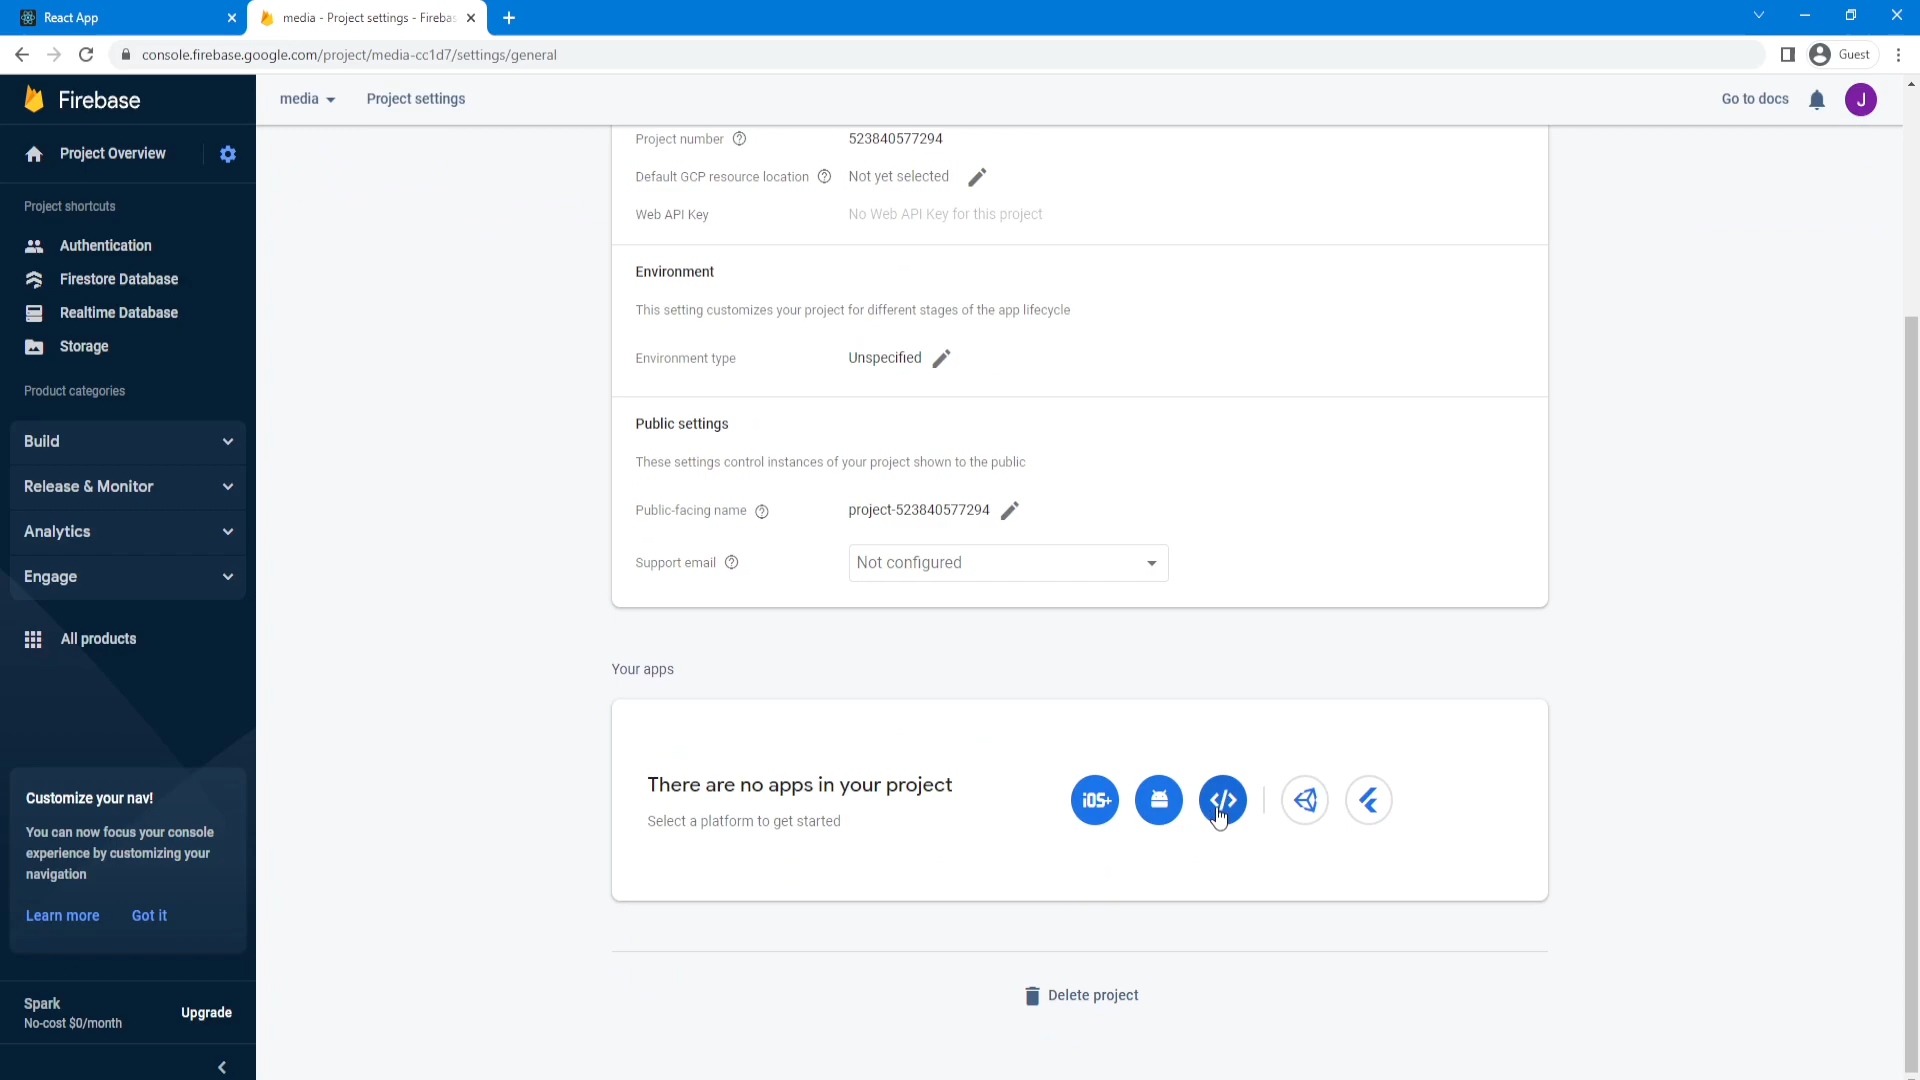 React App
media - Project settings - Firebas
console.firebase.google.com/project/media-cc1d7/settings/general
Guest
Firebase
media
Project settings
Go to docs
J
Project Overview
Project shortcuts
Authentication
Firestore Database
Realtime Database
Storage
Product categories
Build
Release & Monitor
Analytics
Engage
All products
Customize your nav!
You can now focus your console
experience by customizing your
navigation
Learn more Got it
Spark
No-cost $0/month
Upgrade
Project number 523840577294
Default GCP resource location Not yet selected
Web API Key No Web API Key for this project
Environment
This setting customizes your project for different stages of the app lifecycle
Environment type Unspecified
Public settings
These settings control instances of your project shown to the public
Public-facing name project-523840577294
Support email Not configured
Your apps
There are no apps in your project
Select a platform to get started
iOS+
</>
Delete project